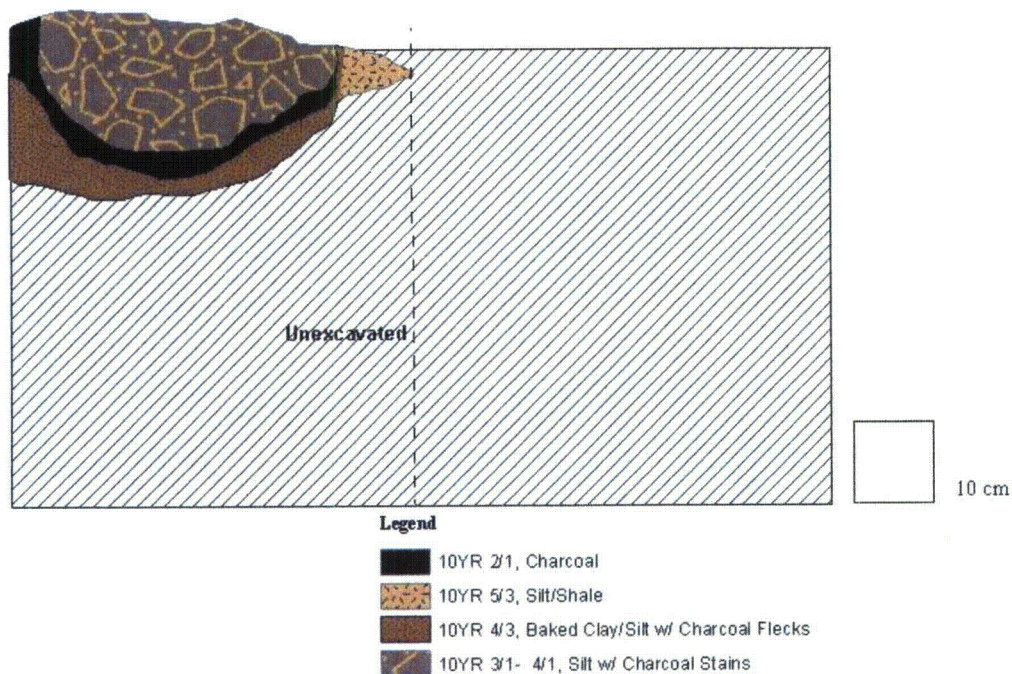 Unexcavated
10 cm
Legend
10YR 2/1, Charcoal
10YR 5/3, Silt/Shale
10YR 4/3, Baked Clay/Silt w/ Charcoal Flecks
10YR 3/1- 4/1, Silt w/ Charcoal Stains